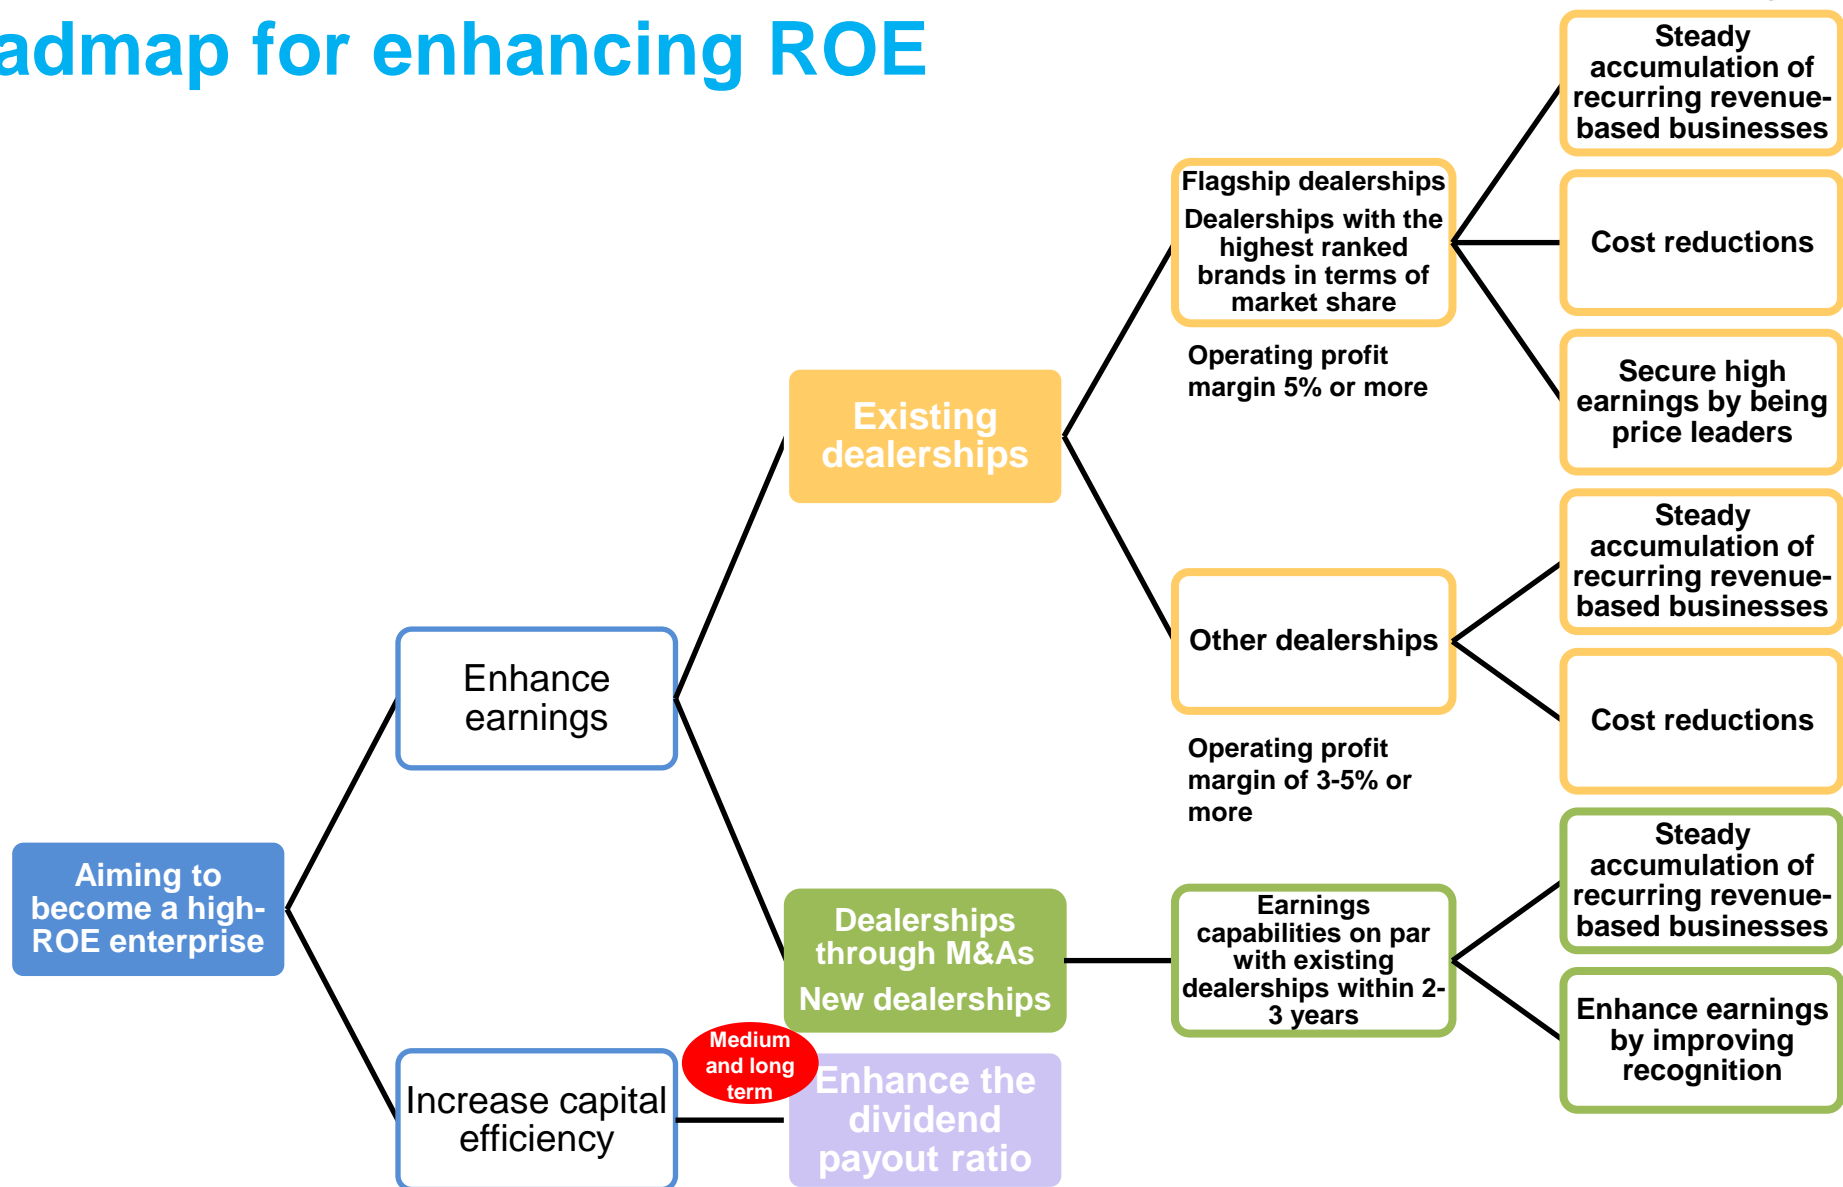 admap for enhancing ROE
Steady
accumulation of
recurring revenue-
based businesses
Flagship dealerships
Dealerships with the
highest ranked
brands in terms of
market share
Cost reductions
Operating profit
margin 5% or more
Secure high
earnings by being
price leaders
Existing
dealerships
Steady
accumulation of
recurring revenue-
based businesses
Other dealerships
Cost reductions
Operating profit
margin of 3-5% or
more
Enhance
earnings
Aiming to
become a high-
ROE enterprise
Dealerships
through M&As
New dealerships
Earnings
capabilities on par
with existing
dealerships within 2-
3 years
Steady
accumulation of
recurring revenue-
based businesses
Enhance earnings
by improving
recognition
Increase capital
efficiency
Medium
and long
term
Enhance the
dividend
payout ratio